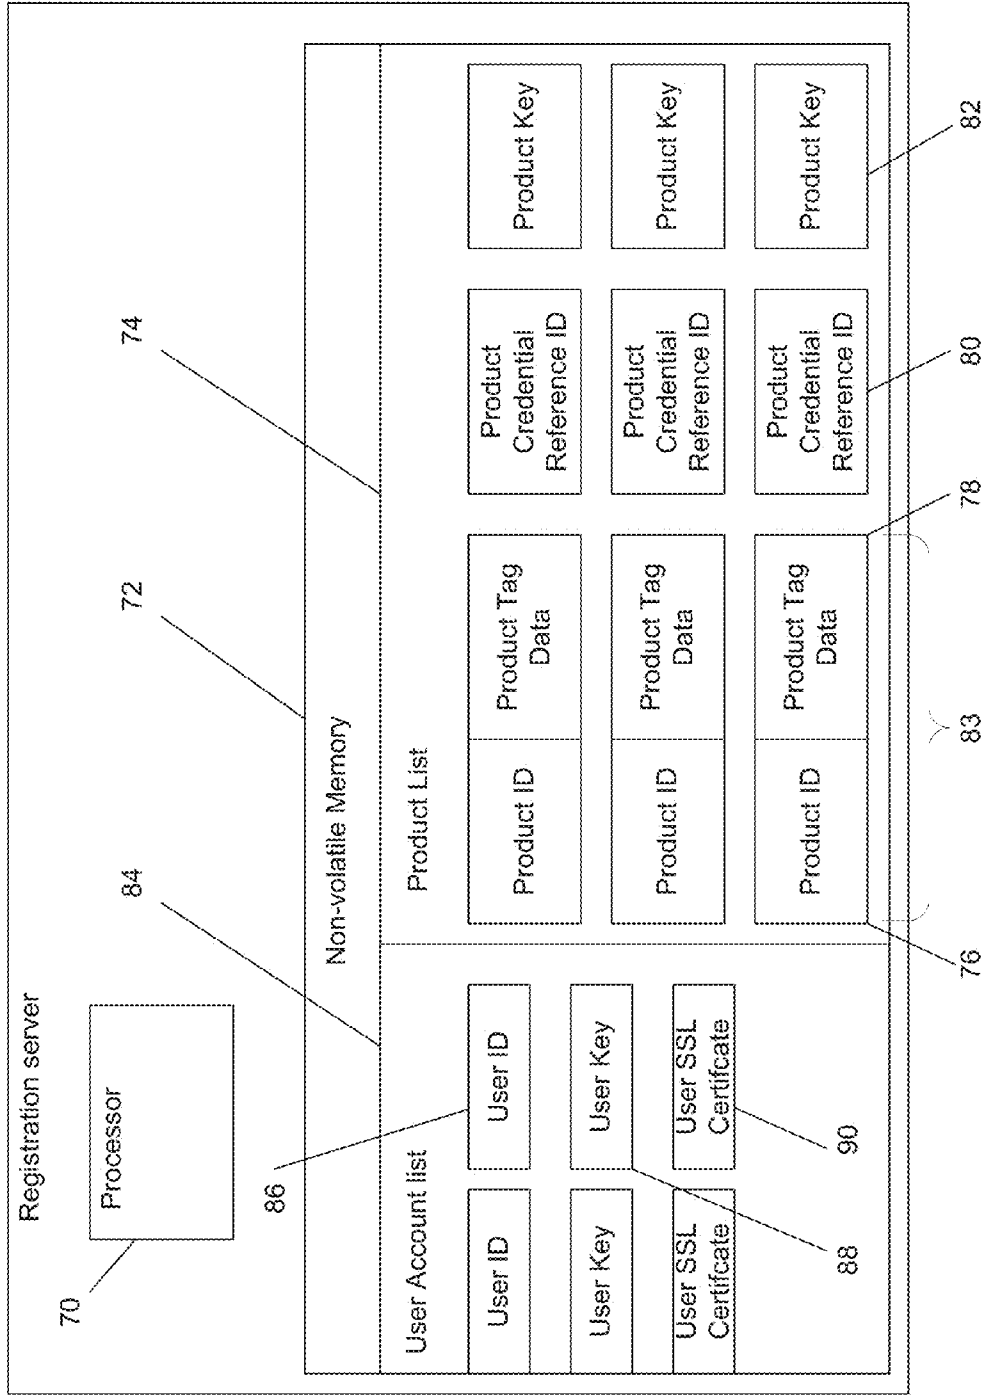 Registration server
Processor
70
Non-volatile Memory
72
74
84
User Account list
86
User ID
User ID
User Key
User Key
88
User SSL
Certifcate
User SSL
Certifcate
90
Product List
Product ID
Product Tag
Data
Product
Credential
Reference ID
Product Key
Product ID
Product Tag
Data
Product
Credential
Reference ID
Product Key
Product ID
Product Tag
Data
Product
Credential
Reference ID
Product Key
76
83
78
80
82